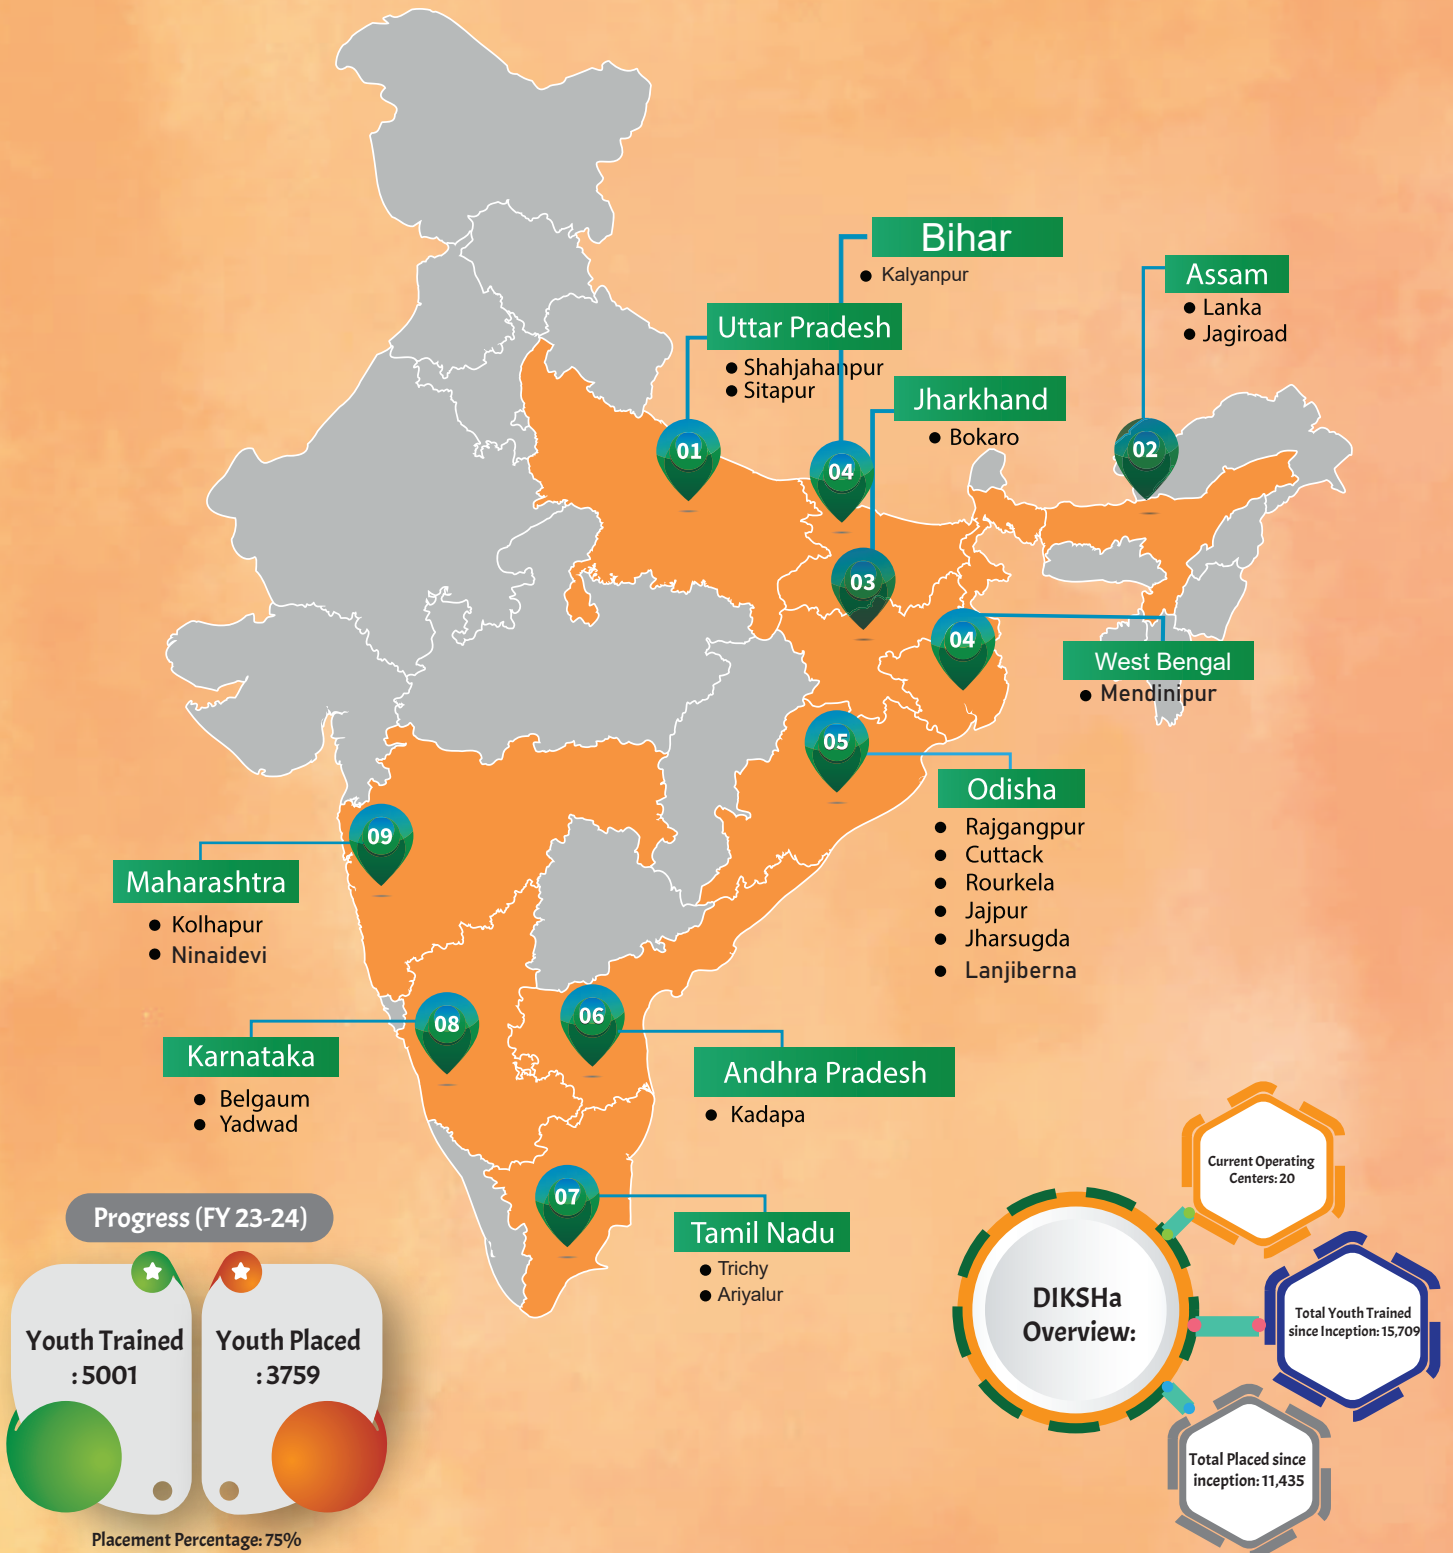 Bihar
Kalyanpur
Assam
Lanka
Jagiroad
Uttar Pradesh
Shahjahanpur
Sitapur
Jharkhand
Bokaro
01
04
02
03
04
West Bengal
Mendinipur
05
Odisha
Rajgangpur
Cuttack
Rourkela
Jajpur
Jharsugda
Lanjiberna
09
Maharashtra
Kolhapur
Ninaidevi
08
Karnataka
Belgaum
Yadwad
06
Andhra Pradesh
Kadapa
07
Tamil Nadu
Trichy
Ariyalur
Progress (FY 23-24)
Youth Trained
: 5001
Youth Placed
: 3759
Placement Percentage: 75%
DIKSHa
Overview:
Current Operating
Centers: 20
Total Youth Trained
since Inception: 15,709
Total Placed since
inception: 11,435